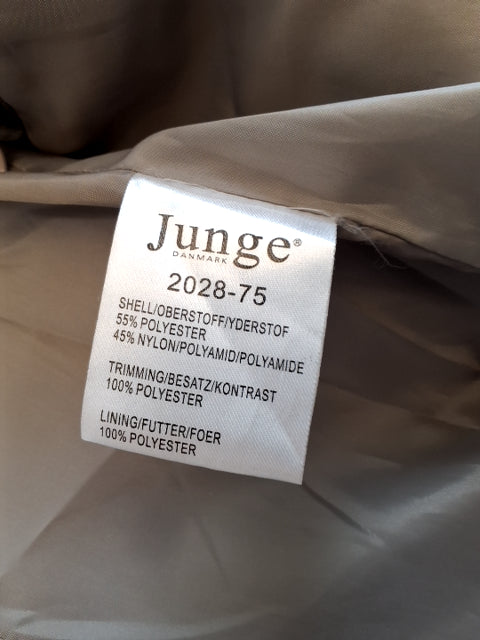 Junge®
DANMARK
2028-75
SHELL/OBERSTOFF/YDERSTOF
55% POLYESTER
45% NYLON/POLYAMID/POLYAMIDE
TRIMMING/BESATZ/KONTRAST
100% POLYESTER
LINING/FUTTER/FOER
100% POLYESTER